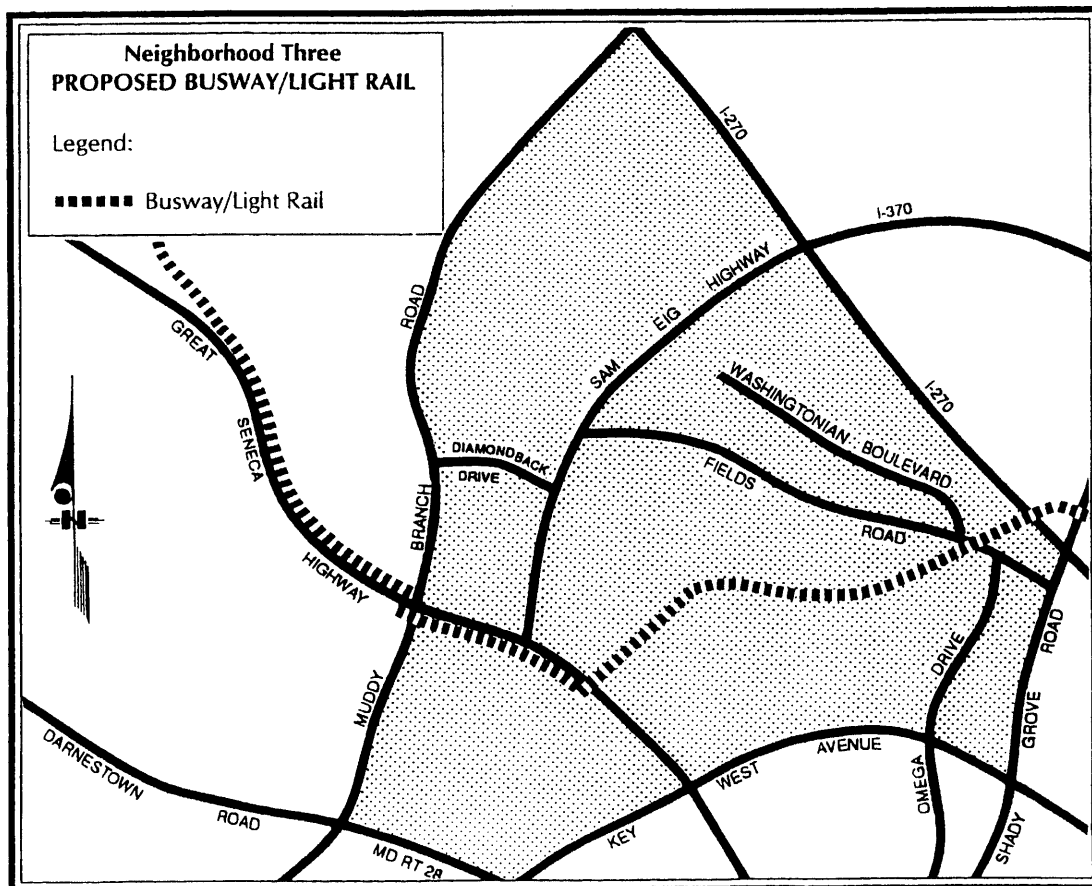 Neighborhood Three
PROPOSED BUSWAY/LIGHT RAIL
Legend:
Busway/Light Rail
I-270
I-370
ROAD
SAM EIG HIGHWAY
GREAT
WASHINGTONIAN BOULEVARD
I-270
SENECA
DIAMONDBACK
DRIVE
FIELDS
ROAD
BRANCH
HIGHWAY
DRIVE
ROAD
MUDDY
GROVE
DARNESTOWN
ROAD
AVENUE
WEST
OMEGA
KEY
SHADY
MD RT 28